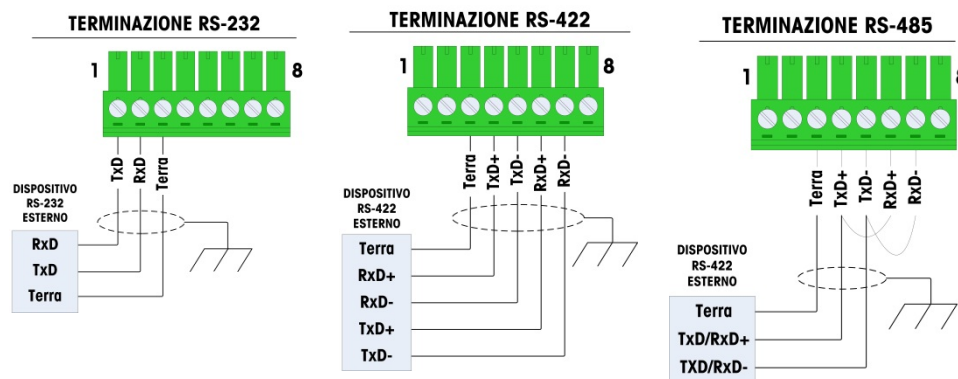 TERMINAZIONE RS-232
1
8
TxD
RxD
Terra
DISPOSITIVO
RS-232
ESTERNO
RxD
TxD
Terra
TERMINAZIONE RS-422
1
8
Terra
TxD+
TxD-
RxD+
RxD-
DISPOSITIVO
RS-422
ESTERNO
Terra
RxD+
RxD-
TxD+
TxD-
TERMINAZIONE RS-485
1
8
Terra
TxD+
TxD-
RxD+
RxD-
DISPOSITIVO
RS-422
ESTERNO
Terra
TxD/RxD+
TXD/RxD-